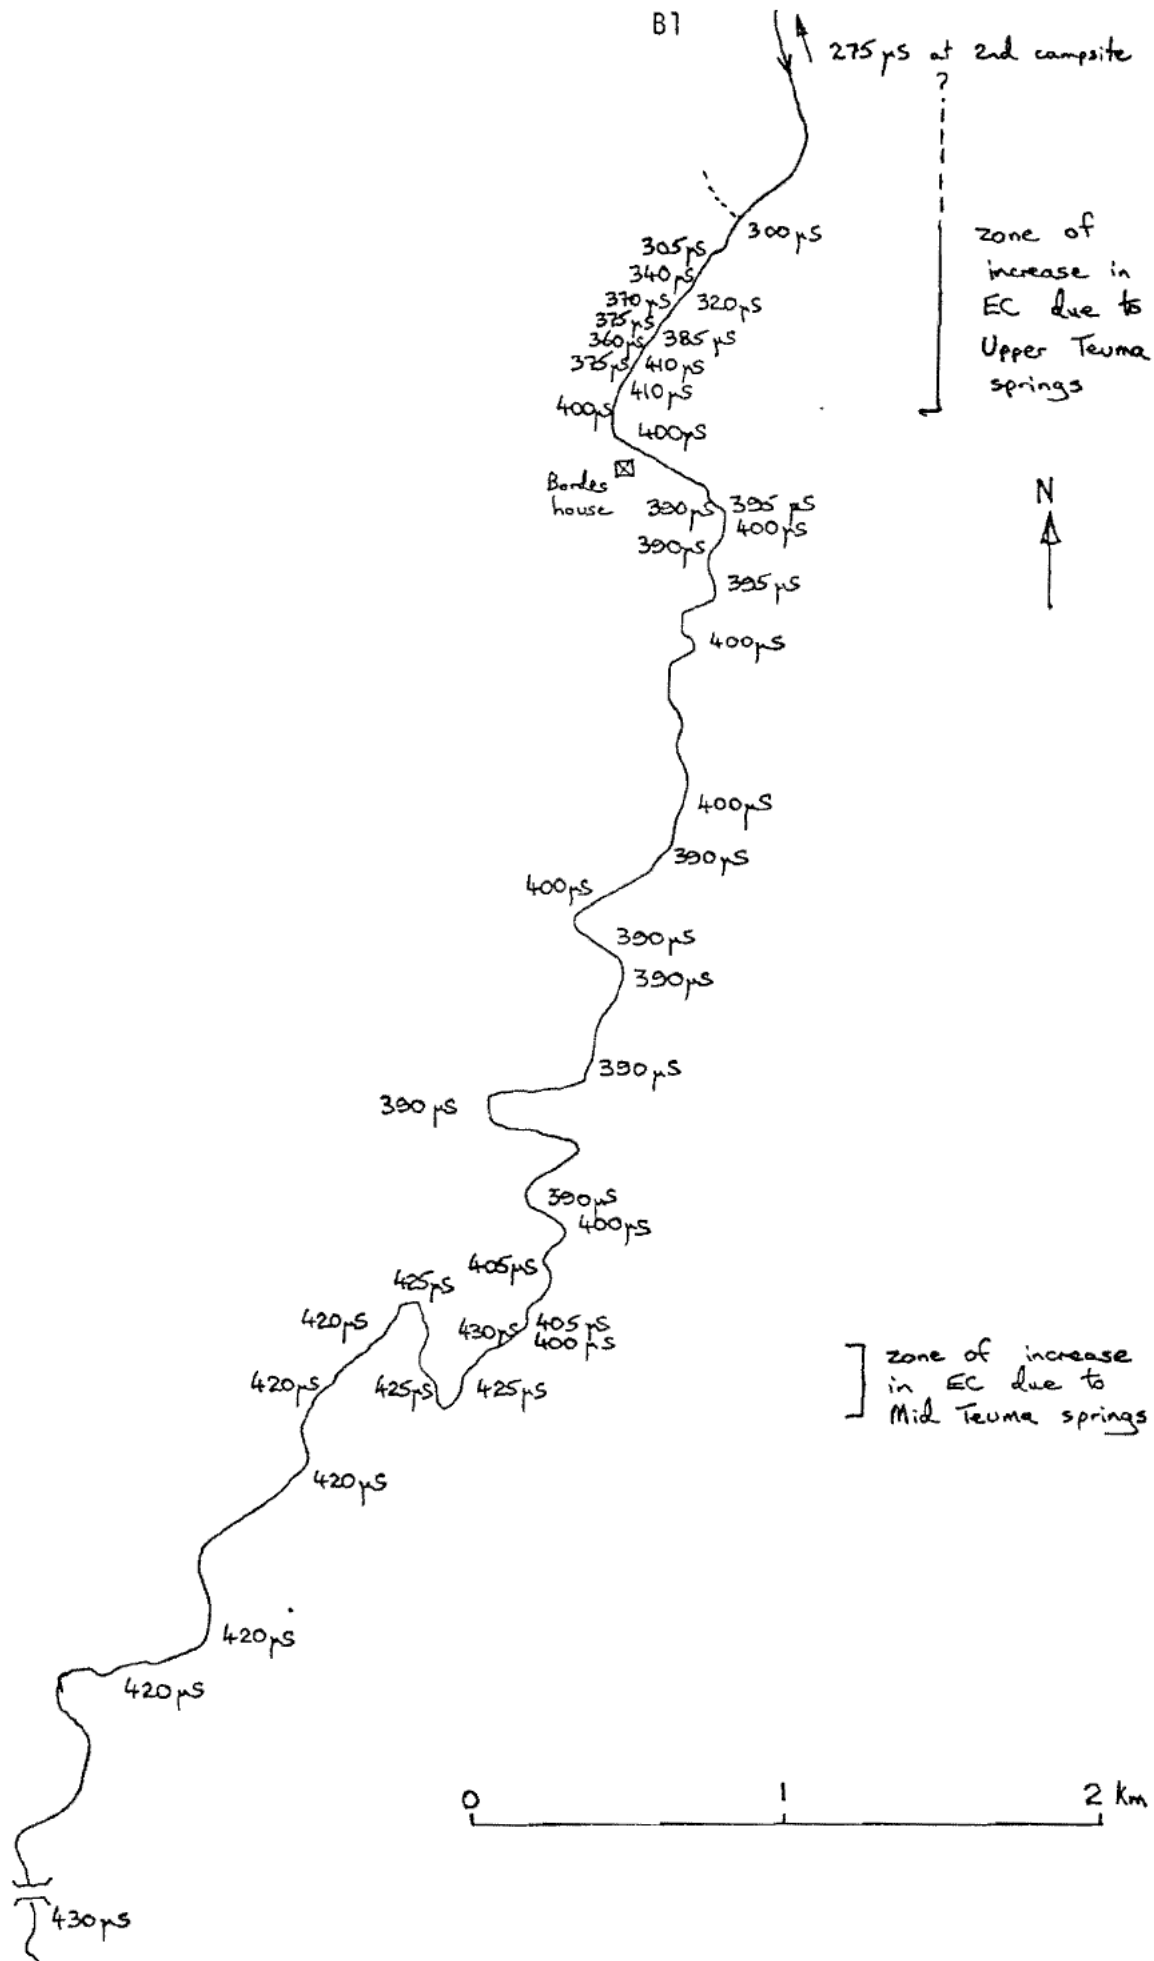 B1
275 µS at 2nd campsite
?
300 µS
zone of
increase in
EC due to
Upper Teuma
springs
305 µS
340 µS
370 µS
320 µS
375 µS
360 µS
385 µS
375 µS
410 µS
410 µS
400 µS
400 µS
Bordes
house
N
390 µS
395 µS
400 µS
390 µS
395 µS
400 µS
400 µS
390 µS
400 µS
390 µS
390 µS
390 µS
390 µS
390 µS
400 µS
405 µS
425 µS
420 µS
430 µS
405 µS
400 µS
zone of increase
in EC due to
Mid Teuma springs
420 µS
425 µS
425 µS
420 µS
420 µS
420 µS
0 1 2 Km
430 µS